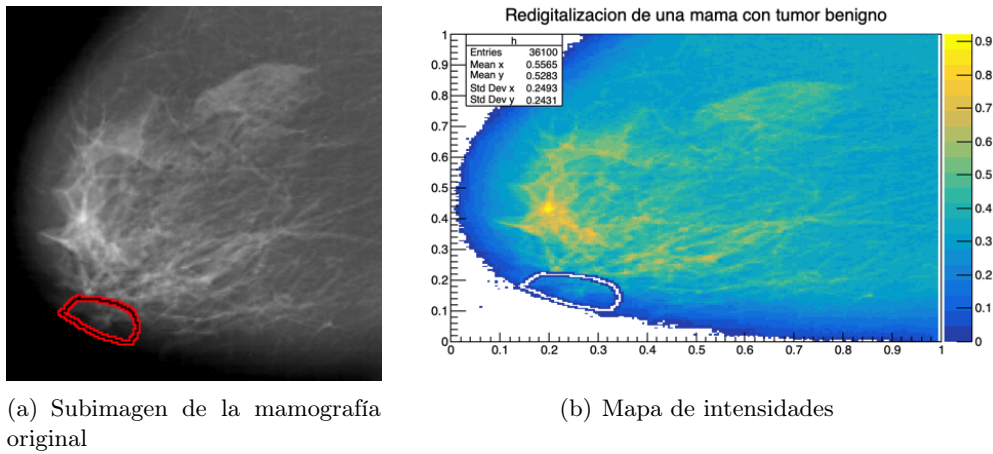 Redigitalizacion de una mama con tumor benigno
h
Entries 36100
Mean x 0.5565
Mean y 0.5283
Std Dev x 0.2493
Std Dev y 0.2431
1
0.9
0.8
0.7
0.6
0.5
0.4
0.3
0.2
0.1
0
0 0.1 0.2 0.3 0.4 0.5 0.6 0.7 0.8 0.9 1
0.9
0.8
0.7
0.6
0.5
0.4
0.3
0.2
0.1
0
(a) Subimagen de la mamografía
original
(b) Mapa de intensidades